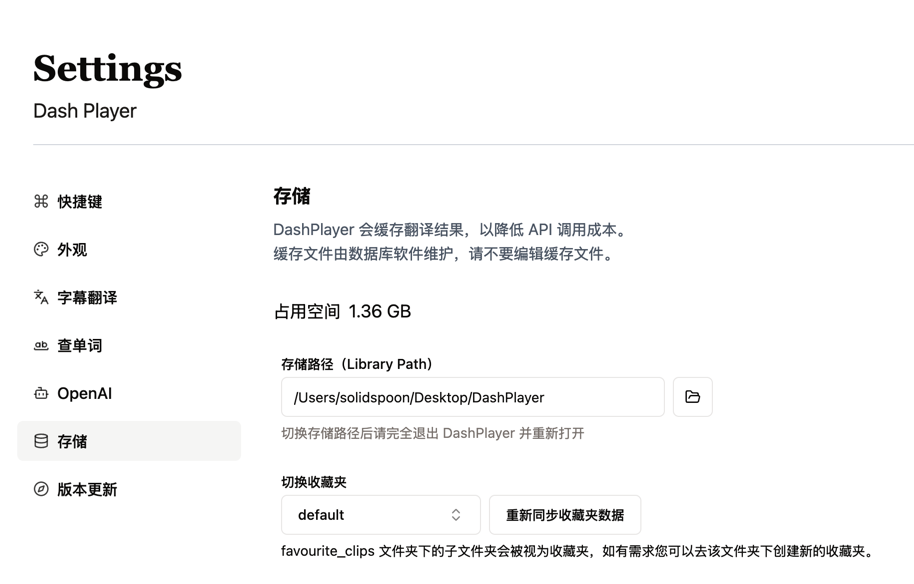 Settings
Dash Player
快捷键
外观
字幕翻译
查单词
OpenAI
存储
版本更新
存储
DashPlayer 会缓存翻译结果，以降低 API 调用成本。
缓存文件由数据库软件维护，请不要编辑缓存文件。
占用空间 1.36 GB
存储路径（Library Path）
/Users/solidspoon/Desktop/DashPlayer
切换存储路径后请完全退出 DashPlayer 并重新打开
切换收藏夹
default
重新同步收藏夹数据
favourite_clips 文件夹下的子文件夹会被视为收藏夹，如有需求您可以去该文件夹下创建新的收藏夹。